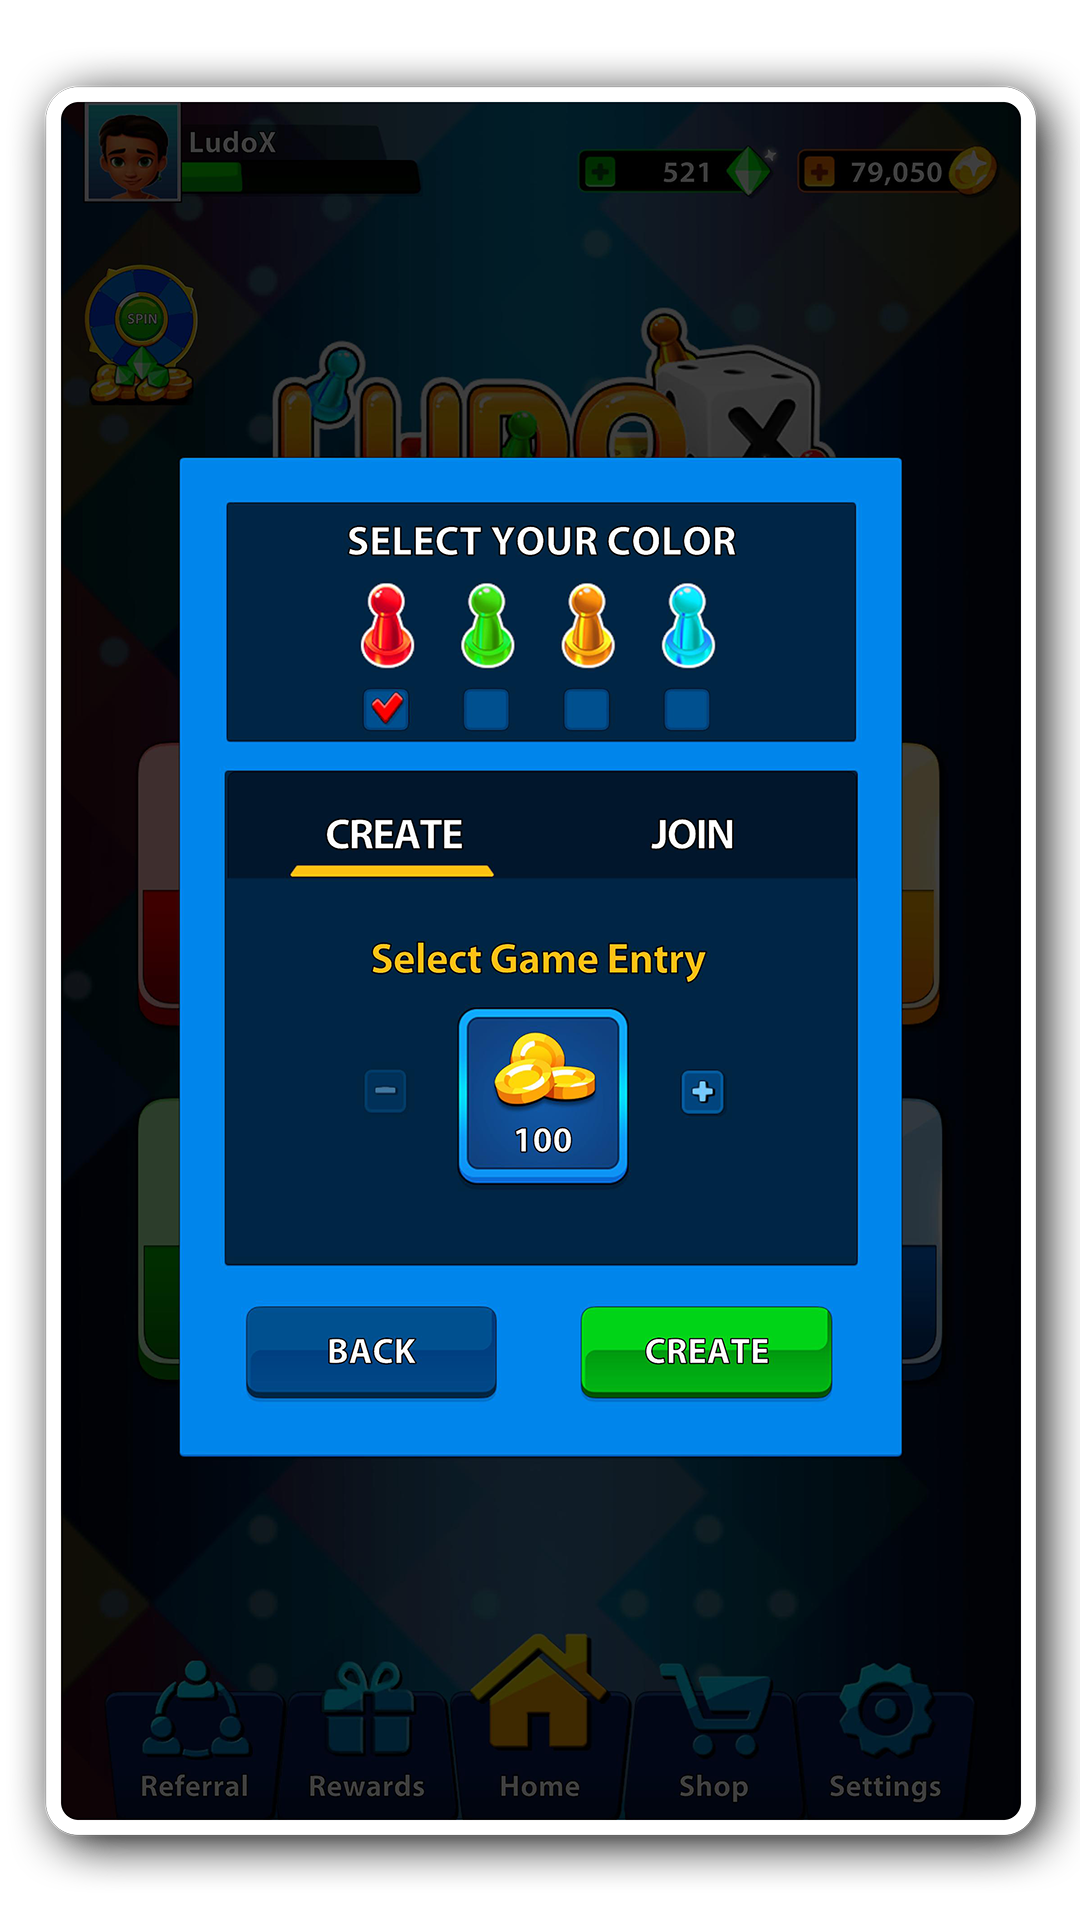 LudoX
521
79,050
SPIN
LUDO X
SELECT YOUR COLOR
CREATE
JOIN
Select Game Entry
100
BACK
CREATE
Referral
Rewards
Home
Shop
Settings